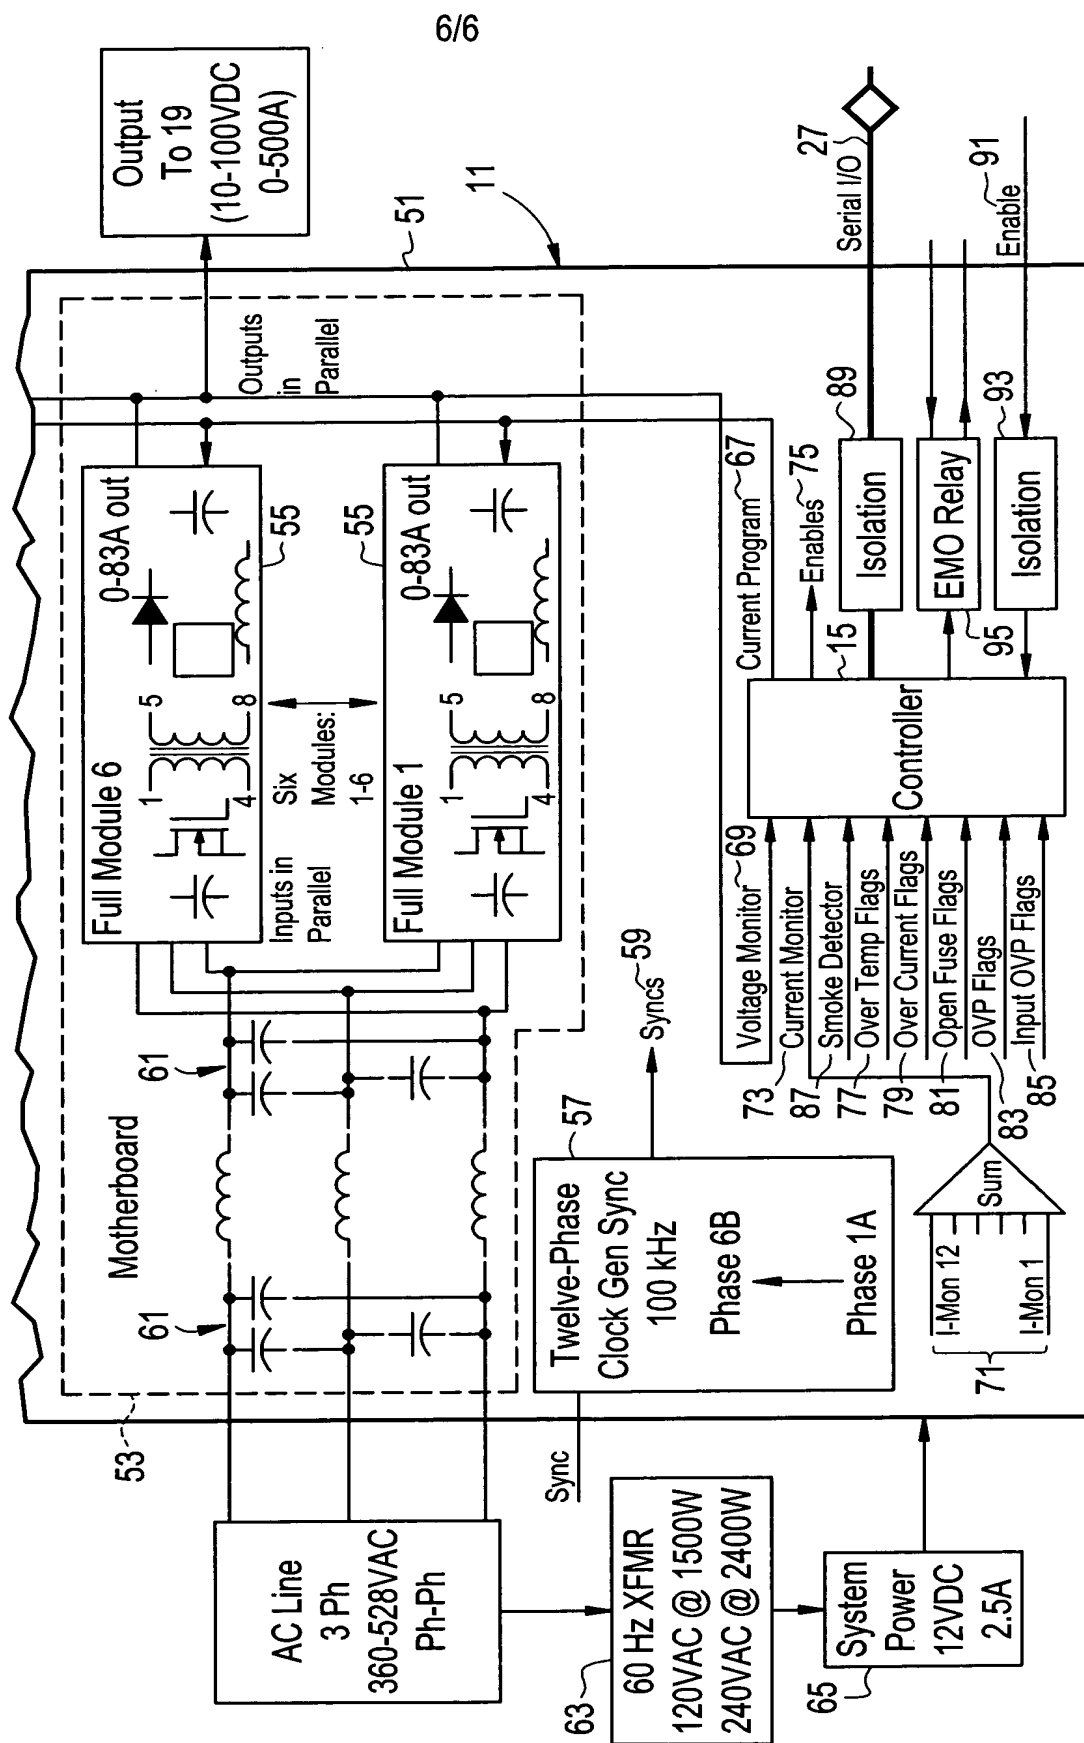 6/6
Output
To 19
(10-100VDC
0-500A)
11
51
Motherboard
53
61
61
Full Module 6
0-83A out
1
4
5
8
55
Inputs in
Parallel
Six
Modules:
1-6
Outputs
in
Parallel
Full Module 1
0-83A out
1
4
5
8
55
AC Line
3 Ph
360-528VAC
Ph-Ph
63
60 Hz XFMR
120VAC @ 1500W
240VAC @ 2400W
65
System
Power
12VDC
2.5A
Sync
57
Twelve-Phase
Clock Gen Sync
100 kHz
Phase 6B
Phase 1A
Syncs
59
71
I-Mon 12
I-Mon 1
Sum
Voltage Monitor
69
73
Current Monitor
87
Smoke Detector
77
Over Temp Flags
79
Over Current Flags
81
Open Fuse Flags
83
OVP Flags
85
Input OVP Flags
Controller
15
Current Program
67
Enables
75
Isolation
89
Serial I/O
27
EMO Relay
95
Isolation
93
Enable
91